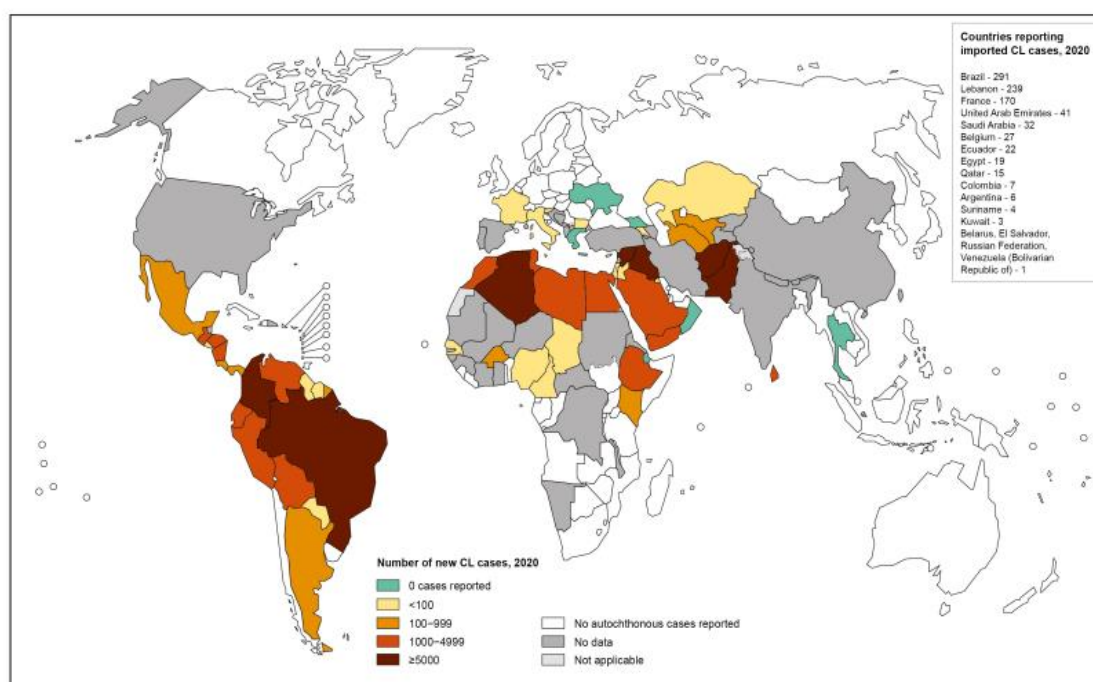 Countries reporting
imported CL cases, 2020
Brazil - 291
Lebanon - 239
France - 170
United Arab Emirates - 41
Saudi Arabia - 32
Belgium - 27
Ecuador - 22
Egypt - 19
Qatar - 15
Colombia - 7
Argentina - 6
Suriname - 4
Kuwait - 3
Belarus, El Salvador,
Russian Federation,
Venezuela (Bolivarian
Republic of) - 1
Number of new CL cases, 2020
0 cases reported
<100
100–999
1000–4999
≥5000
No autochthonous cases reported
No data
Not applicable